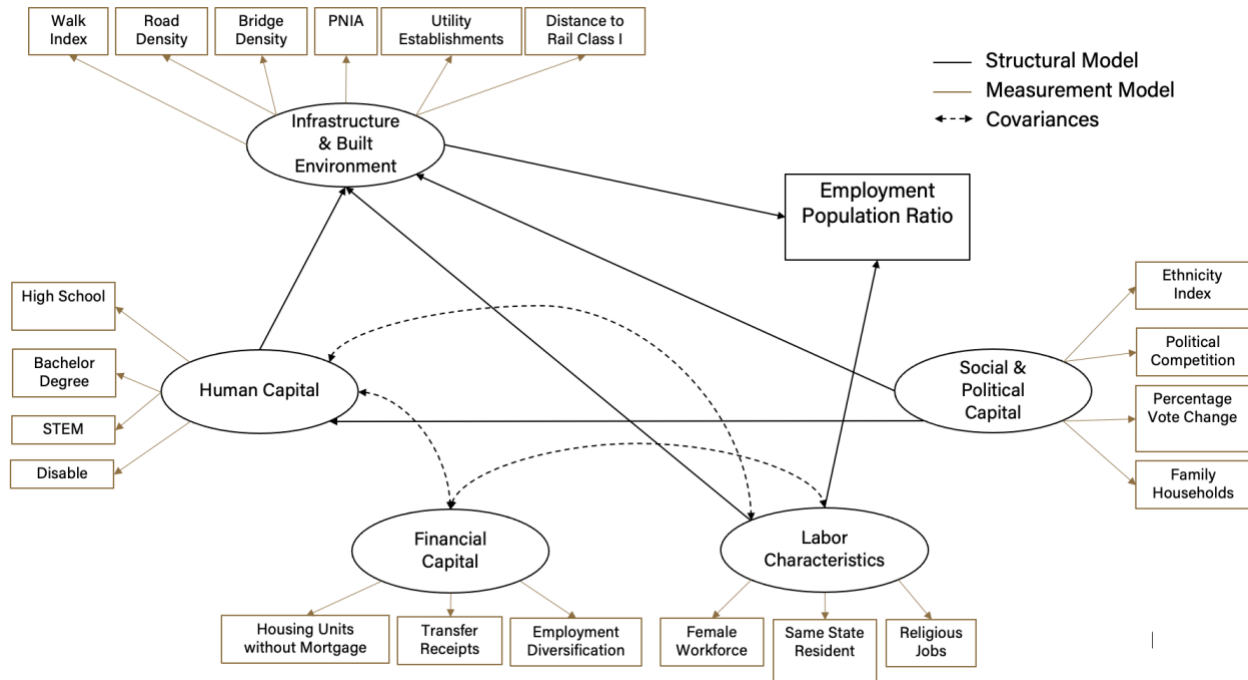 Walk
Index
Road
Density
Bridge
Density
PNIA
Utility
Establishments
Distance to
Rail Class I
Structural Model
Measurement Model
Covariances
Infrastructure
& Built
Environment
Employment
Population Ratio
High School
Bachelor
Degree
STEM
Disable
Human Capital
Social &
Political
Capital
Ethnicity
Index
Political
Competition
Percentage
Vote Change
Family
Households
Financial
Capital
Labor
Characteristics
Housing Units
without Mortgage
Transfer
Receipts
Employment
Diversification
Female
Workforce
Same State
Resident
Religious
Jobs